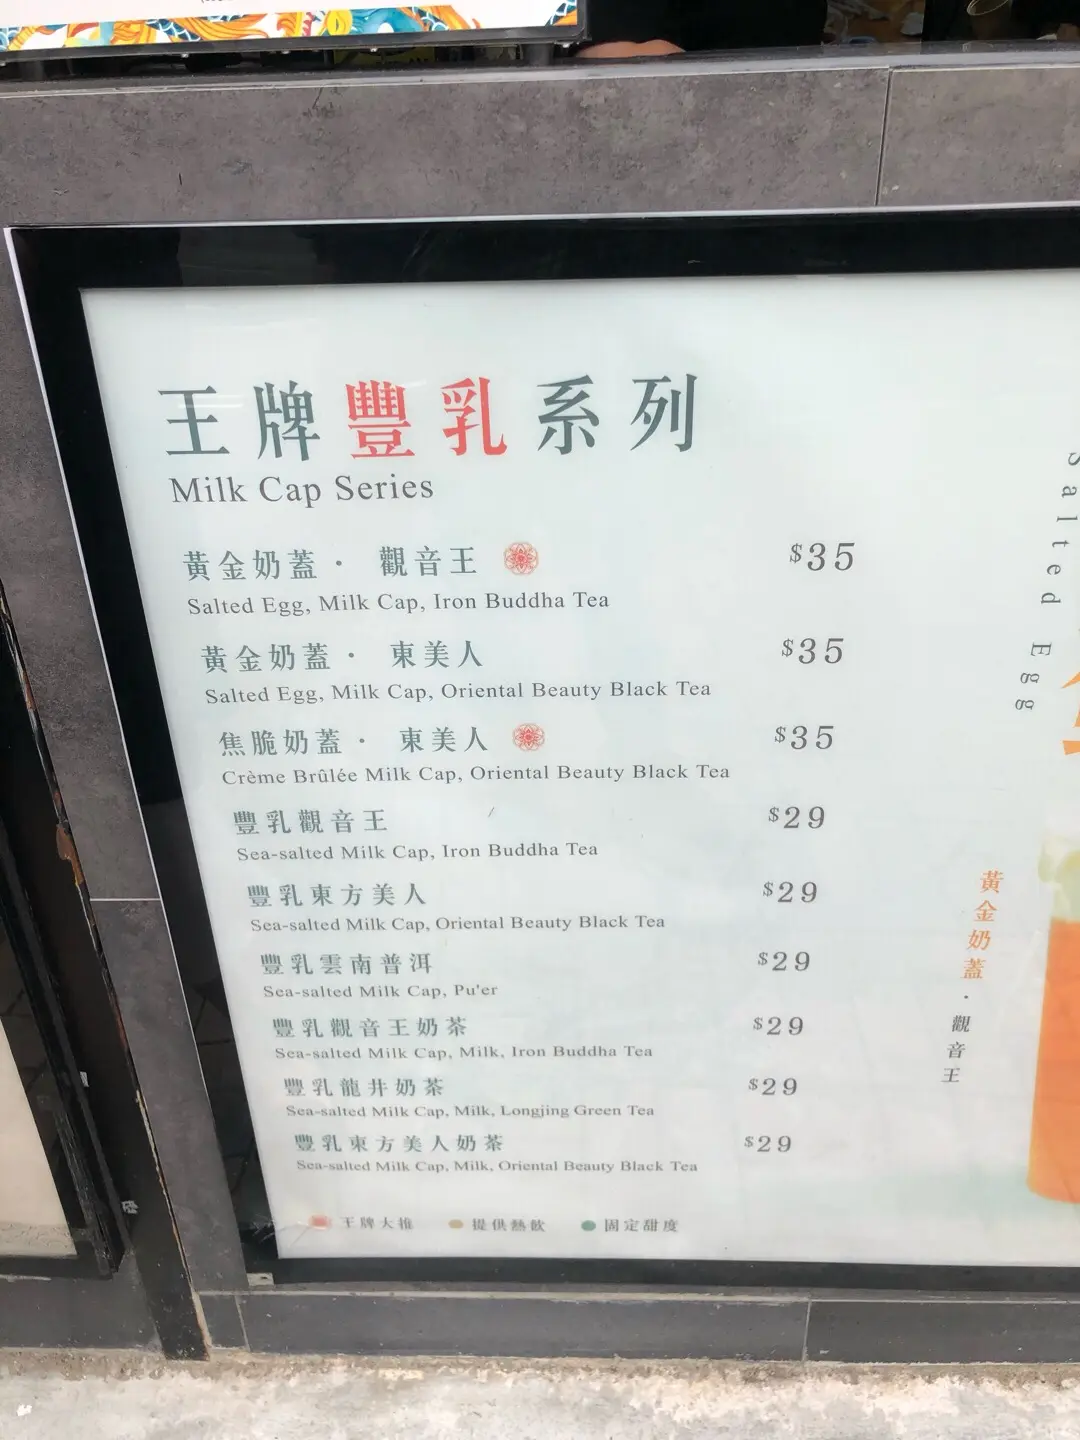 王牌豐乳系列
Milk Cap Series
黃金奶蓋· 觀音王 $35
Salted Egg, Milk Cap, Iron Buddha Tea
黃金奶蓋· 東美人 $35
Salted Egg, Milk Cap, Oriental Beauty Black Tea
焦脆奶蓋· 東美人 $35
Crème Brûlée Milk Cap, Oriental Beauty Black Tea
豐乳觀音王 $29
Sea-salted Milk Cap, Iron Buddha Tea
豐乳東方美人 $29
Sea-salted Milk Cap, Oriental Beauty Black Tea
豐乳雲南普洱 $29
Sea-salted Milk Cap, Pu'er
豐乳觀音王奶茶 $29
Sea-salted Milk Cap, Milk, Iron Buddha Tea
豐乳龍井奶茶 $29
Sea-salted Milk Cap, Milk, Longjing Green Tea
豐乳東方美人奶茶 $29
Sea-salted Milk Cap, Milk, Oriental Beauty Black Tea
王牌大推 提供熱飲 固定甜度
Salted Egg
黃金奶蓋·觀音王